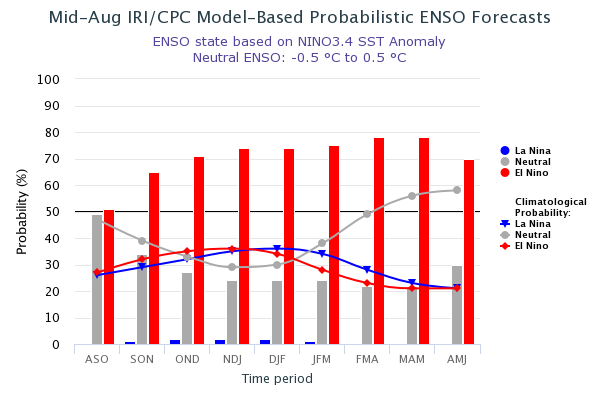 Mid-Aug IRI/CPC Model-Based Probabilistic ENSO Forecasts
ENSO state based on NINO3.4 SST Anomaly
Neutral ENSO: -0.5 ºC to 0.5 ºC
Probability (%)
100
90
80
70
60
50
40
30
20
10
0
ASO SON OND NDJ DJF JFM FMA MAM AMJ
Time period
La Nina
Neutral
El Nino
Climatological
Probability:
La Nina
Neutral
El Nino